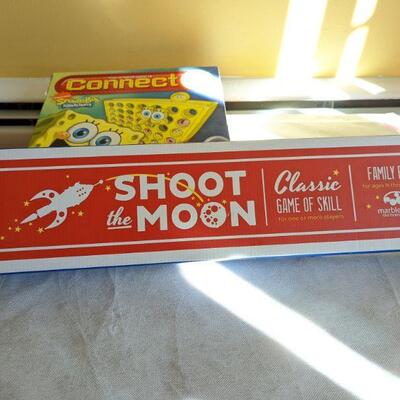 Connect
SpongeBob
SHOOT
the MOON
Classic
GAME OF SKILL
for one or more players
FAMILY
for ages
marble